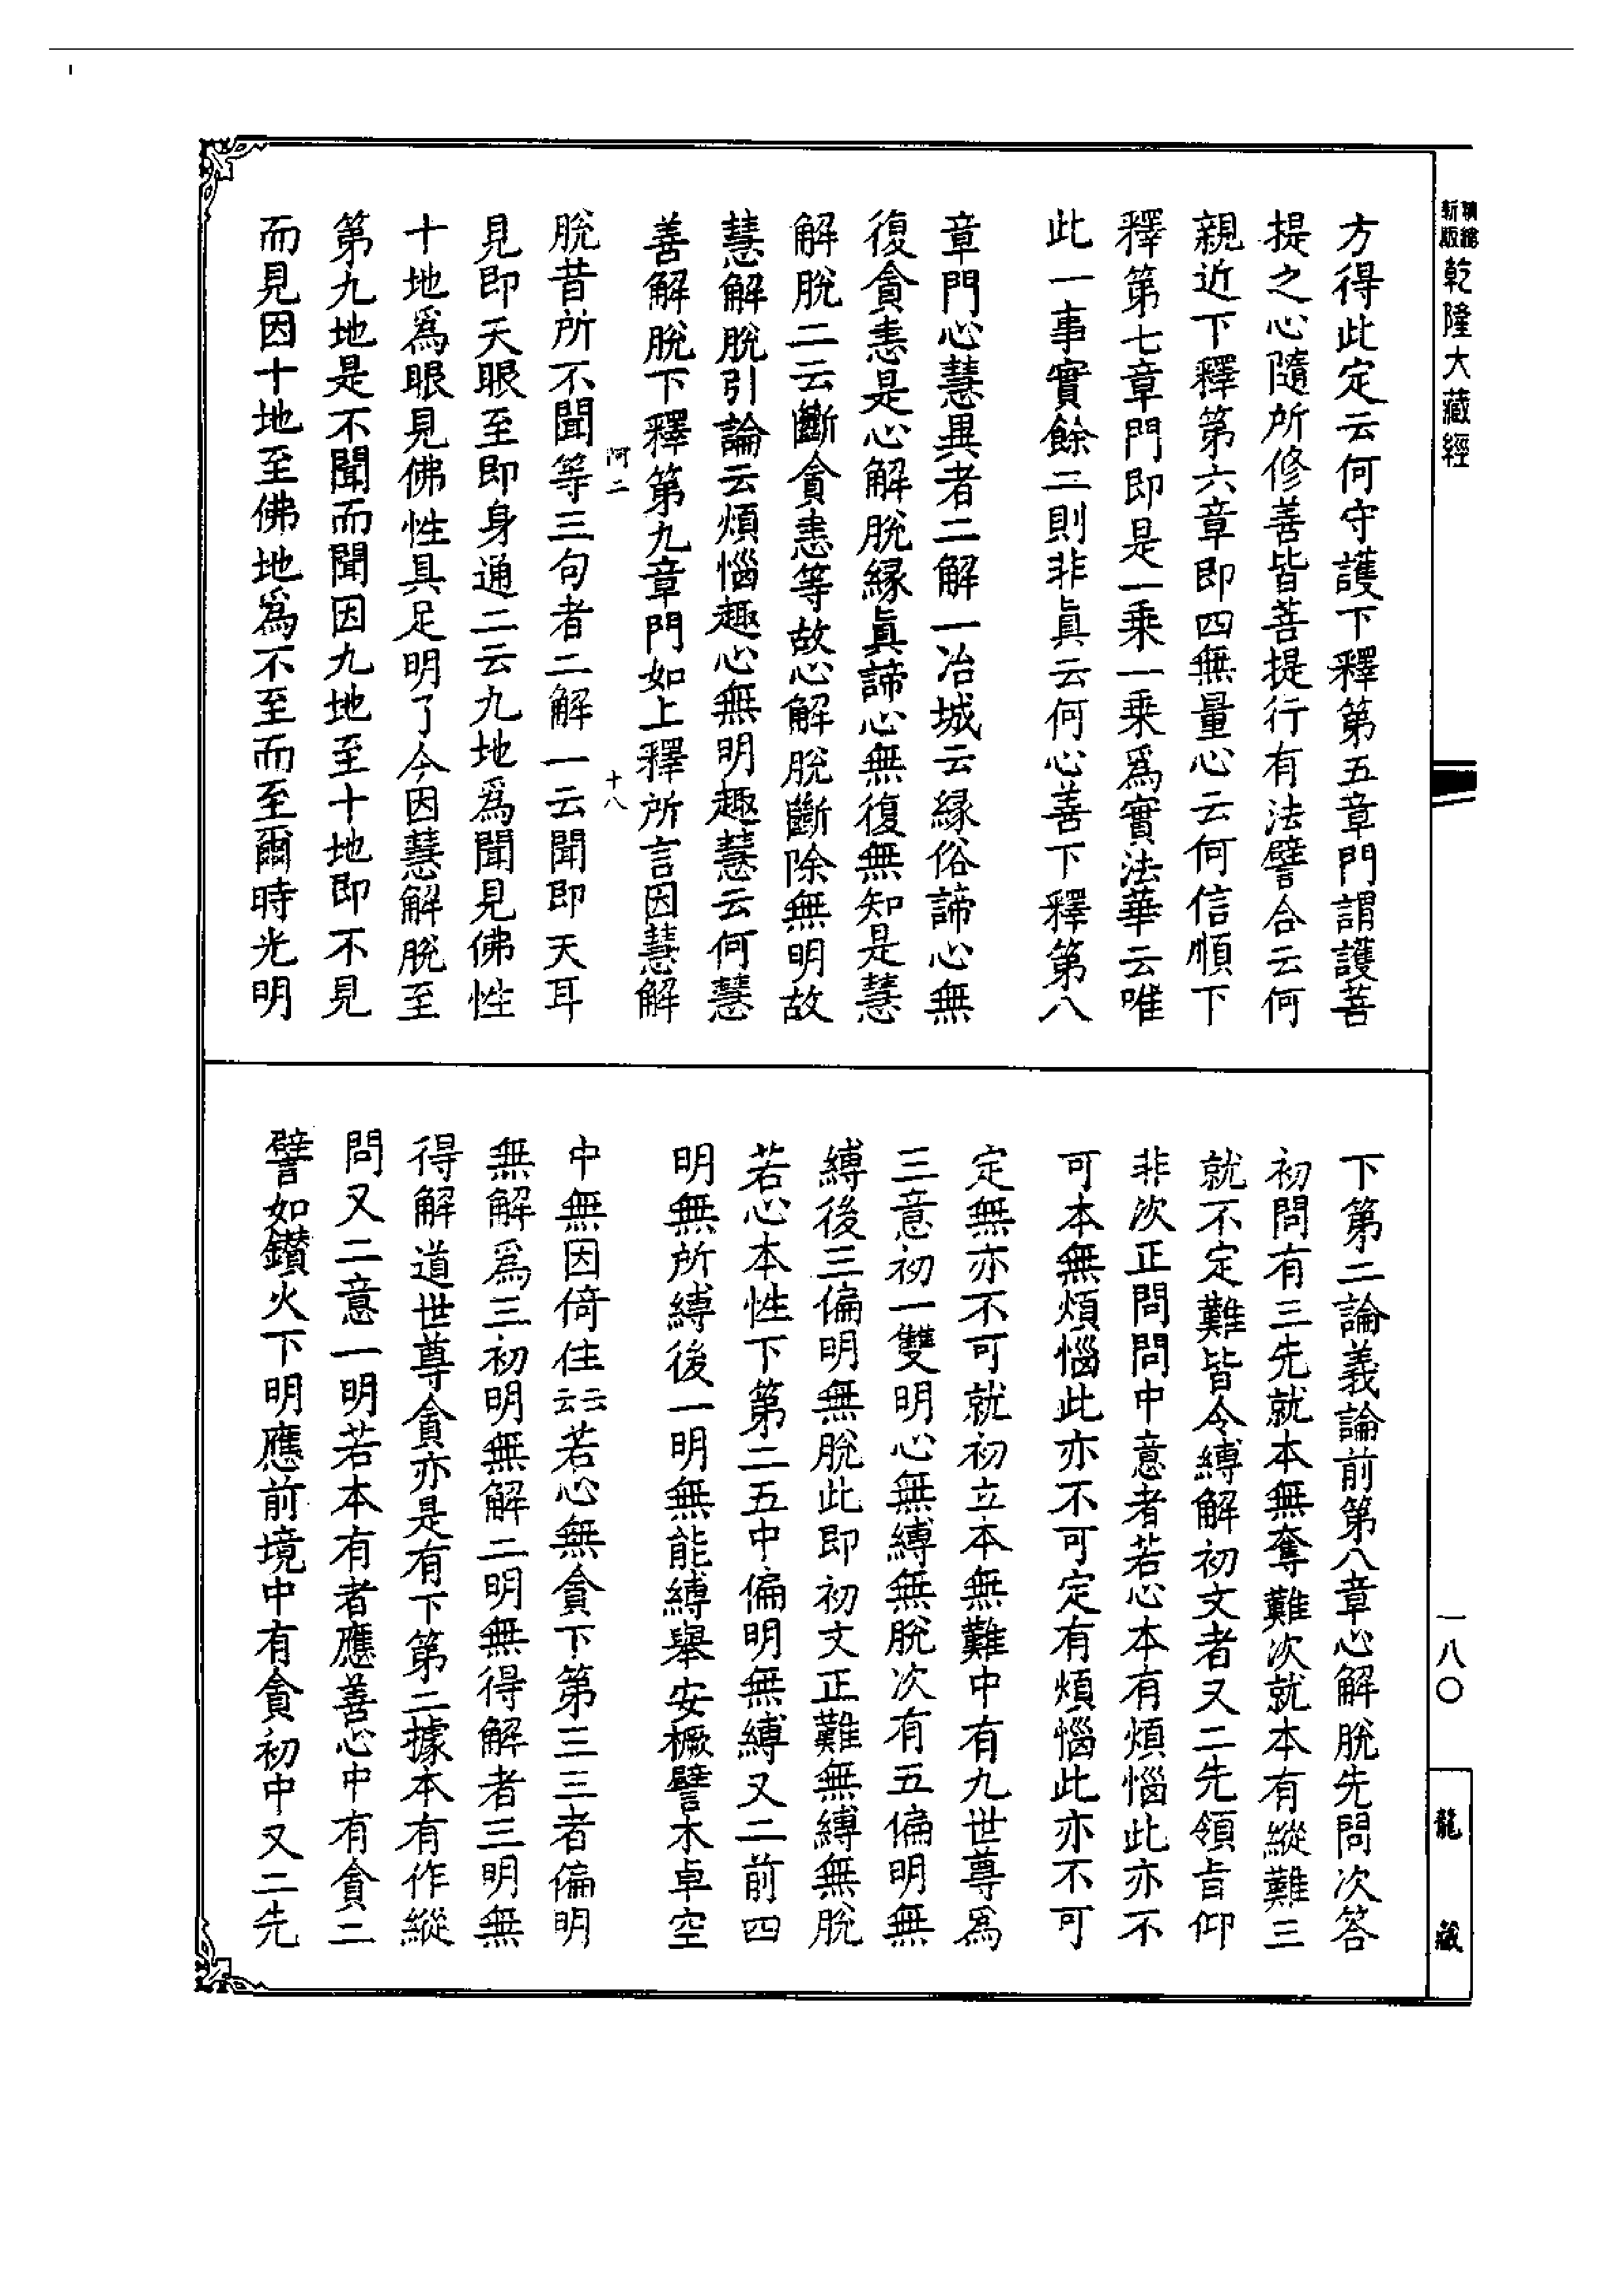 精縮新版乾隆大藏經
方得此定云何守護下釋第五章門謂護菩
提之心隨所修善皆菩提行有法譬合云何
親近下釋第六章即四無量心云何信順下
釋第七章門即是一乘一乘爲實法華云唯
此一事實餘二則非眞云何心善下釋第八
章門心慧異者二解一冶城云緣俗諦心無
復貪恚是心解脫緣眞諦心無復無知是慧
解脫二云斷貪恚等故心解脫斷除無明故
慧解脫引論云煩惱趣心無明趣慧云何慧
善解脫下釋第九章門如上釋所言因慧解
阿二
十八
脫昔所不聞等三句者二解一云聞即天耳
見即天眼至即身通二云九地爲聞見佛性
十地爲眼見佛性具足明了今因慧解脫至
第九地是不聞而聞因九地至十地即不見
而見因十地至佛地爲不至而至爾時光明
下第二論義論前第八章心解脫先問次答
初問有三先就本無奪難次就本有縱難三
就不定難皆令縛解初文者又二先領旨仰
非次正問問中意者若心本有煩惱此亦不
可本無煩惱此亦不可定有煩惱此亦不可
定無亦不可就初立本無難中有九世尊爲
三意初一雙明心無縛無脫次有五偏明無
縛後三偏明無脫此即初文正難無縛無脫
若心本性下第二五中偏明無縛又二前四
明無所縛後一明無能縛舉安橛譬木卓空
中無因倚住云云若心無貪下第三三者偏明
無解爲三初明無解二明無得解者三明無
得解道世尊貪亦是有下第二據本有作縱
問又二意一明若本有者應善心中有貪二
譬如鑽火下明應前境中有貪初中又二先
一八〇
龍藏